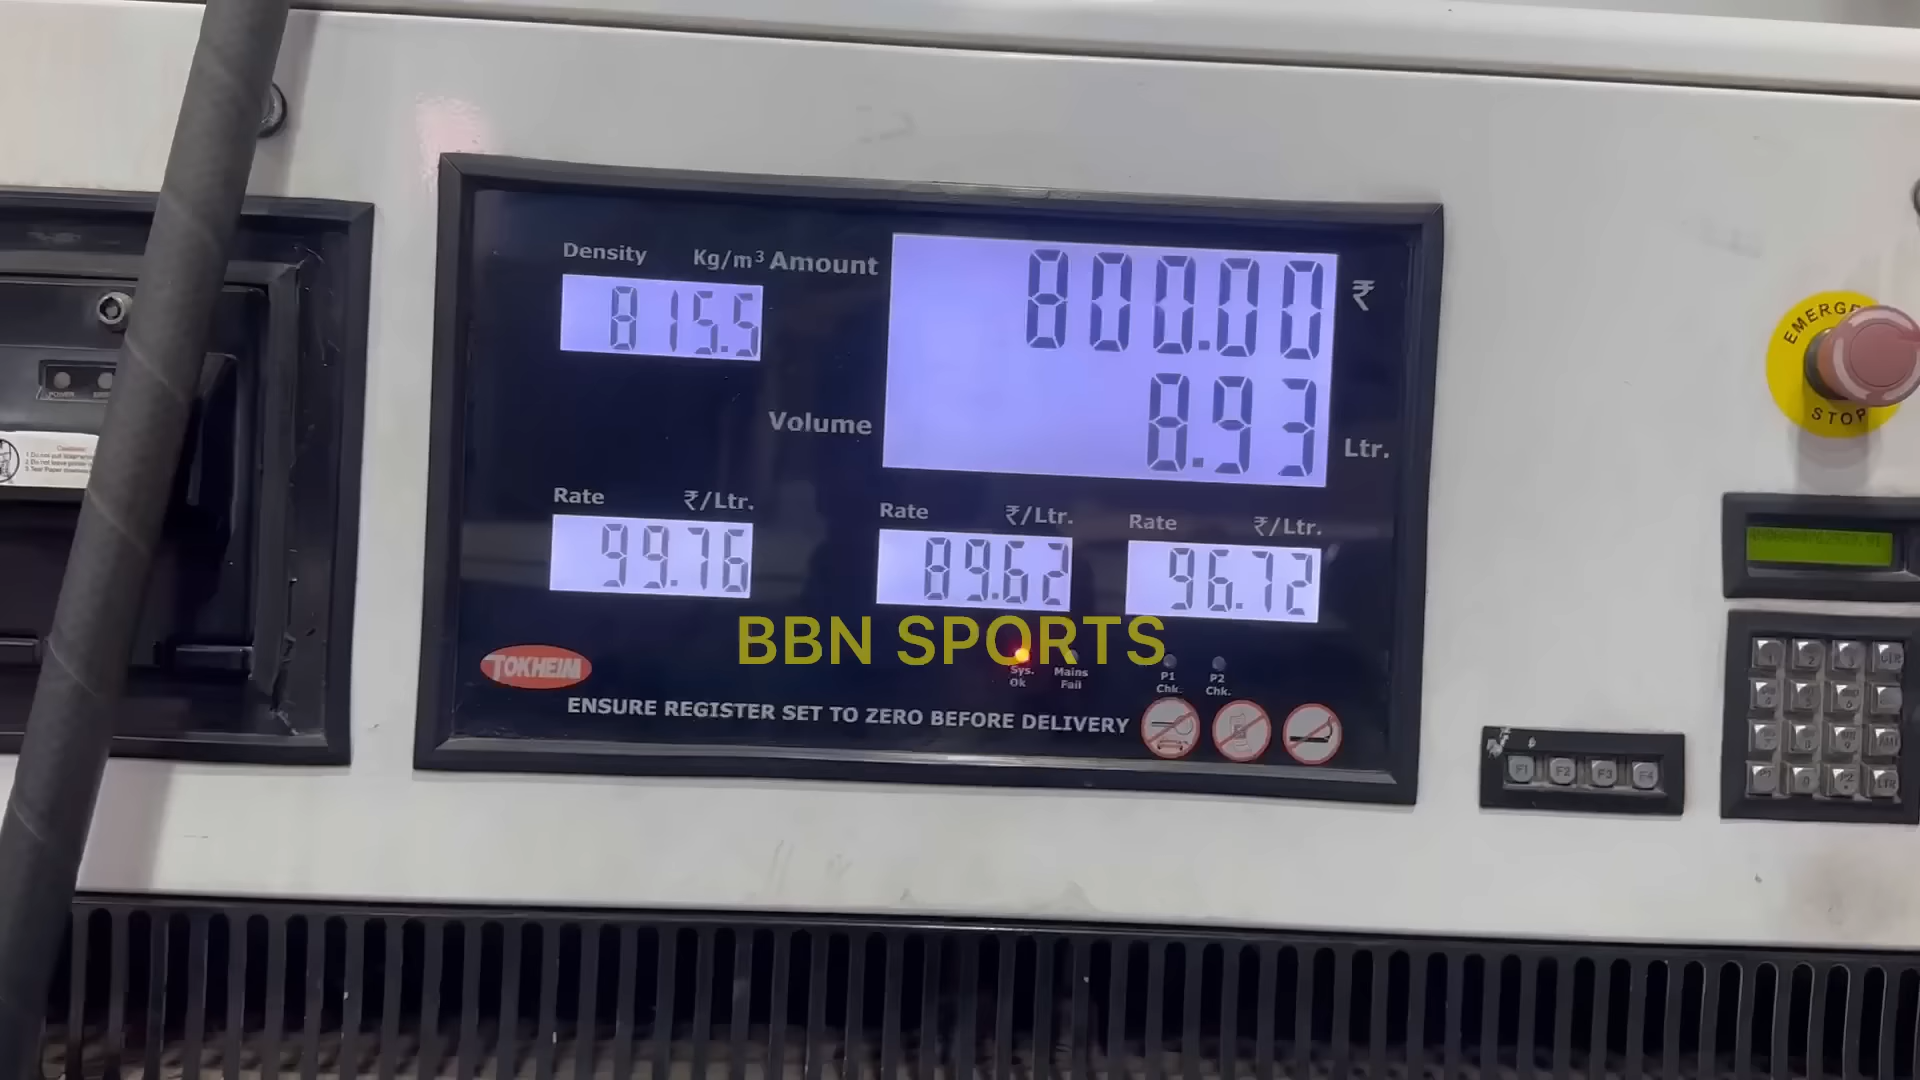 Density Kg/m³ Amount
815.5
800.00 ₹
Volume 8.93 Ltr.
Rate ₹/Ltr.
99.76
Rate ₹/Ltr.
89.62
Rate ₹/Ltr.
96.72
BBN SPORTS
TOKHEIM
Sys. Ok
Mains Fail
P1 Chk.
P2 Chk.
ENSURE REGISTER SET TO ZERO BEFORE DELIVERY
STOP
F1 F2 F3 F4
POWER